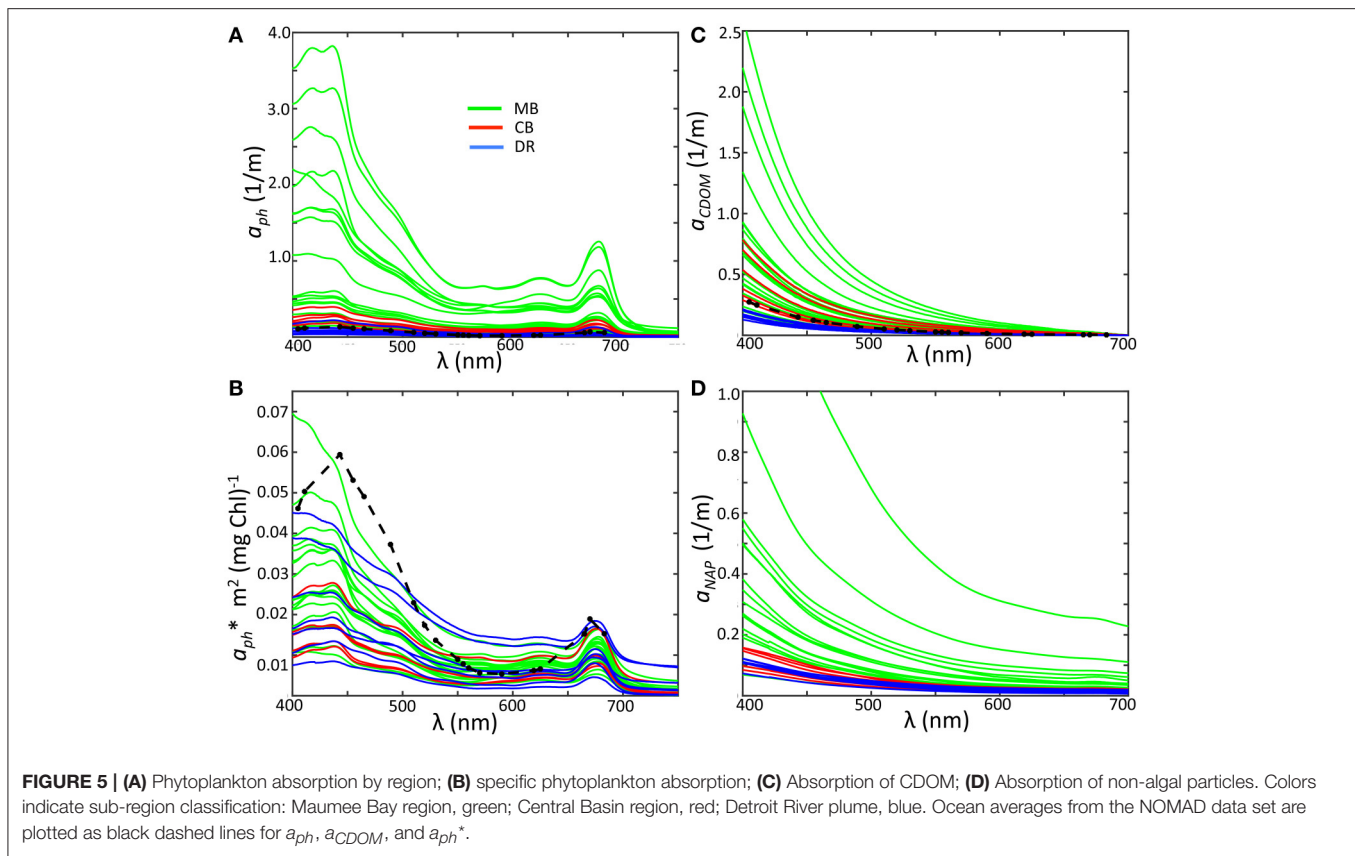 A
4.0
3.0
2.0
1.0
a_ph (1/m)
MB
CB
DR
400 500 600 700
λ (nm)
C
2.5
2.0
1.5
1.0
0.5
a_CDOM (1/m)
400 500 600 700
λ (nm)
B
0.07
0.06
0.05
0.04
0.03
0.02
0.01
a_ph* m² (mg Chl)⁻¹
400 500 600 700
λ (nm)
D
1.0
0.8
0.6
0.4
0.2
a_NAP (1/m)
400 500 600 700
λ (nm)
FIGURE 5 | (A) Phytoplankton absorption by region; (B) specific phytoplankton absorption; (C) Absorption of CDOM; (D) Absorption of non-algal particles. Colors
indicate sub-region classification: Maumee Bay region, green; Central Basin region, red; Detroit River plume, blue. Ocean averages from the NOMAD data set are
plotted as black dashed lines for a_ph, a_CDOM, and a_ph*.